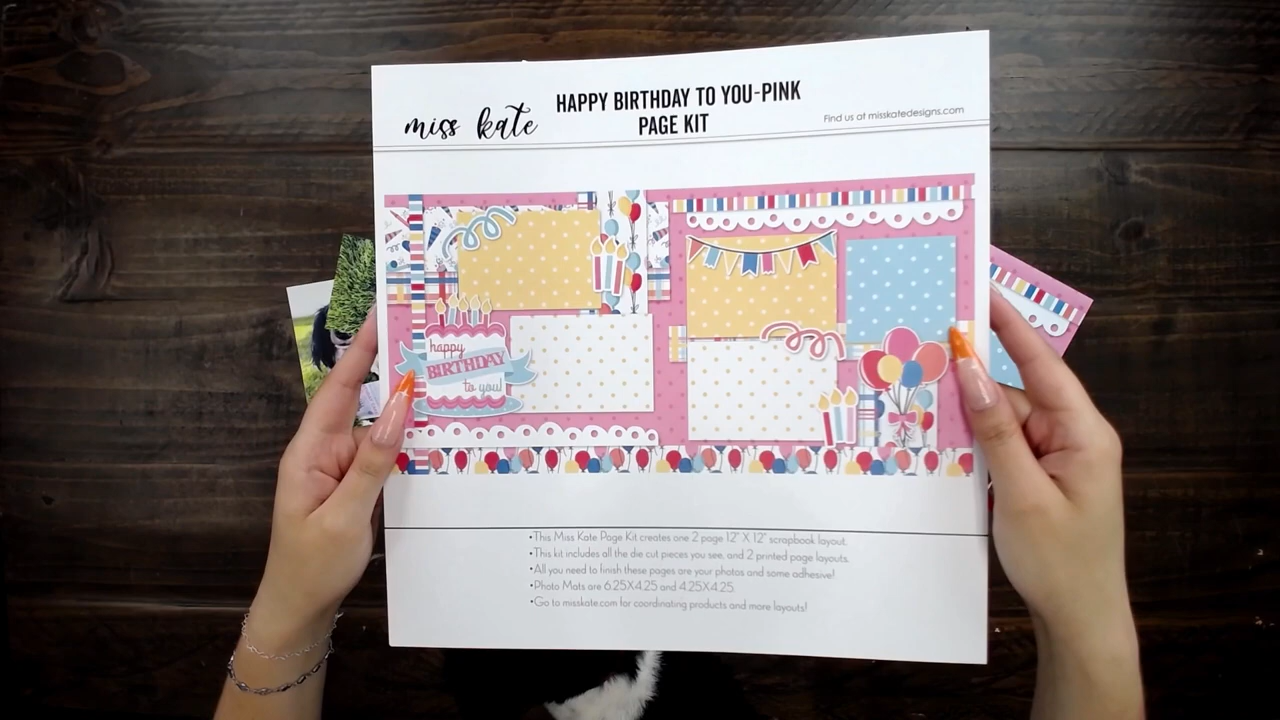 miss kate
HAPPY BIRTHDAY TO YOU-PINK
PAGE KIT
Find us at misskatedesigns.com
happy
BIRTHDAY
to you!
•This Miss Kate Page Kit creates one 2 page 12" X 12" scrapbook layout.
•This kit includes all the die cut pieces you see, and 2 printed page layouts.
•All you need to finish these pages are your photos and some adhesive!
•Photo Mats are 6.25X4.25 and 4.25X4.25.
•Go to misskate.com for coordinating products and more layouts!